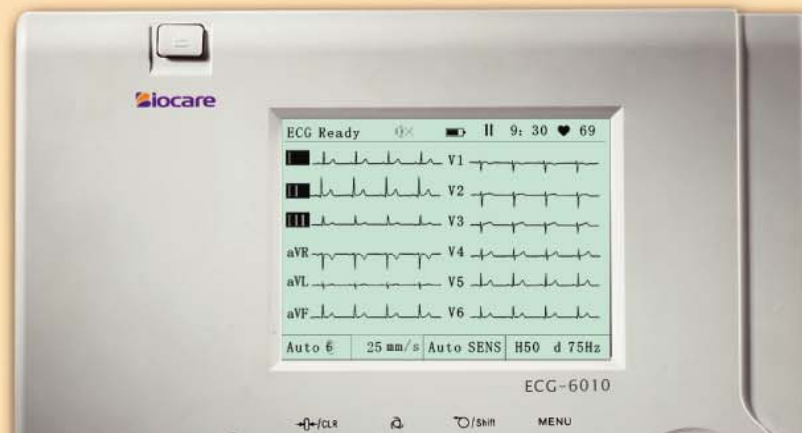 Biocare
ECG Ready 9: 30 69
I V1
II V2
III V3
aVR V4
aVL V5
aVF V6
Auto 6 25 mm/s Auto SENS H50 d 75Hz
ECG-6010
/CLR /Shift MENU